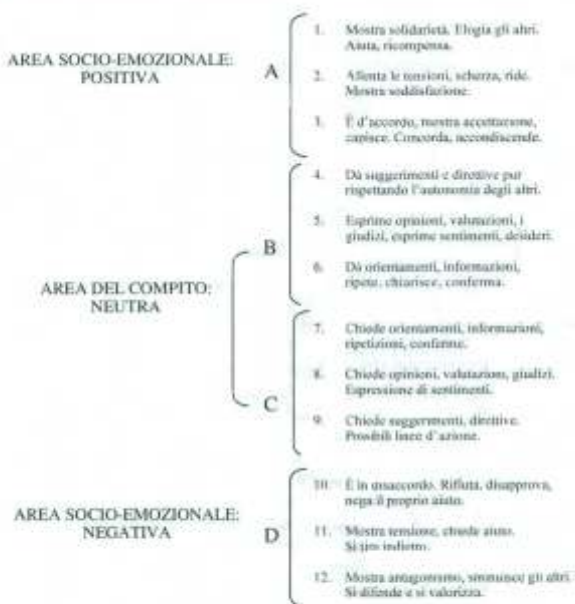 AREA SOCIO-EMOZIONALE:
POSITIVA
A
1. Mostra solidarietà. Elogia gli altri.
Aiuta, ricompensa.
2. Allenta le tensioni, scherza, ride.
Mostra soddisfazione.
3. È d'accordo, mostra accettazione,
capisce. Concorda, accondiscende.
AREA DEL COMPITO:
NEUTRA
B
4. Dà suggerimenti e direttive pur
rispettando l'autonomia degli altri.
5. Esprime opinioni, valutazioni, i
giudizi, esprime sentimenti, desideri.
6. Dà orientamenti, informazioni,
ripete, chiarisce, conferma.
C
7. Chiede orientamenti, informazioni,
ripetizioni, conferme.
8. Chiede opinioni, valutazioni, giudizi.
Espressione di sentimenti.
9. Chiede suggerimenti, direttive.
Possibili linee d'azione.
AREA SOCIO-EMOZIONALE:
NEGATIVA
D
10. È in disaccordo. Rifiuta, disapprova,
nega il proprio aiuto.
11. Mostra tensione, chiede aiuto.
Si tira indietro.
12. Mostra antagonismo, sminuisce gli altri.
Si difende e si valorizza.